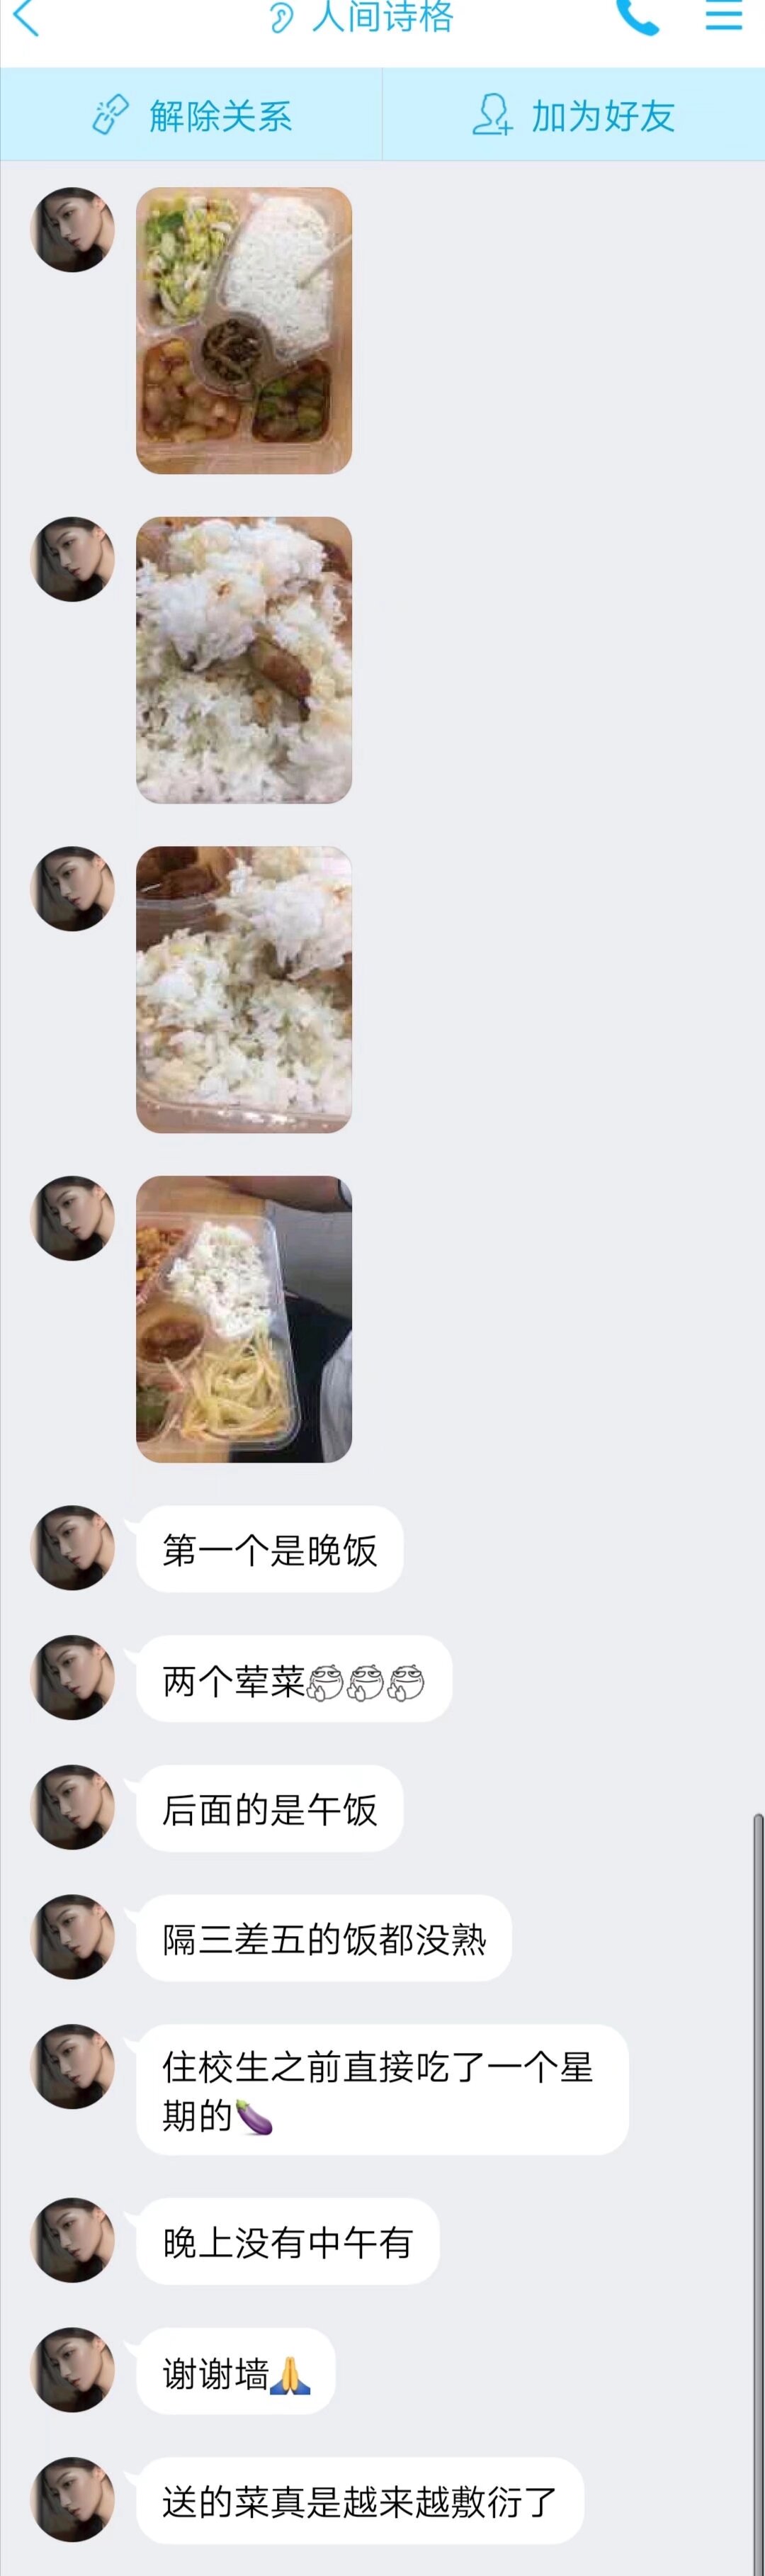 人间诗格
解除关系
加为好友
第一个是晚饭
两个荤菜
后面的是午饭
隔三差五的饭都没熟
住校生之前直接吃了一个星
期的🍆
晚上没有中午有
谢谢墙🙏
送的菜真是越来越敷衍了